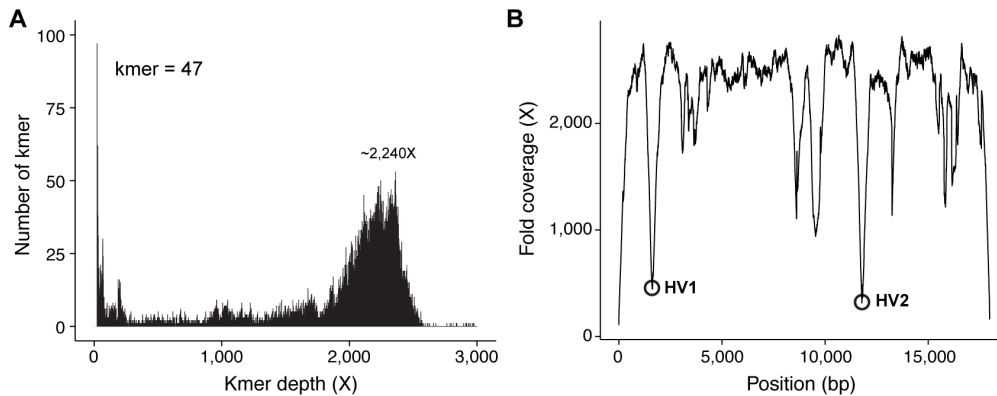 A
kmer = 47
~2,240X
Number of kmer
100
75
50
25
0
0 1,000 2,000 3,000
Kmer depth (X)
B
Fold coverage (X)
2,000
1,000
0
HV1
HV2
0 5,000 10,000 15,000
Position (bp)